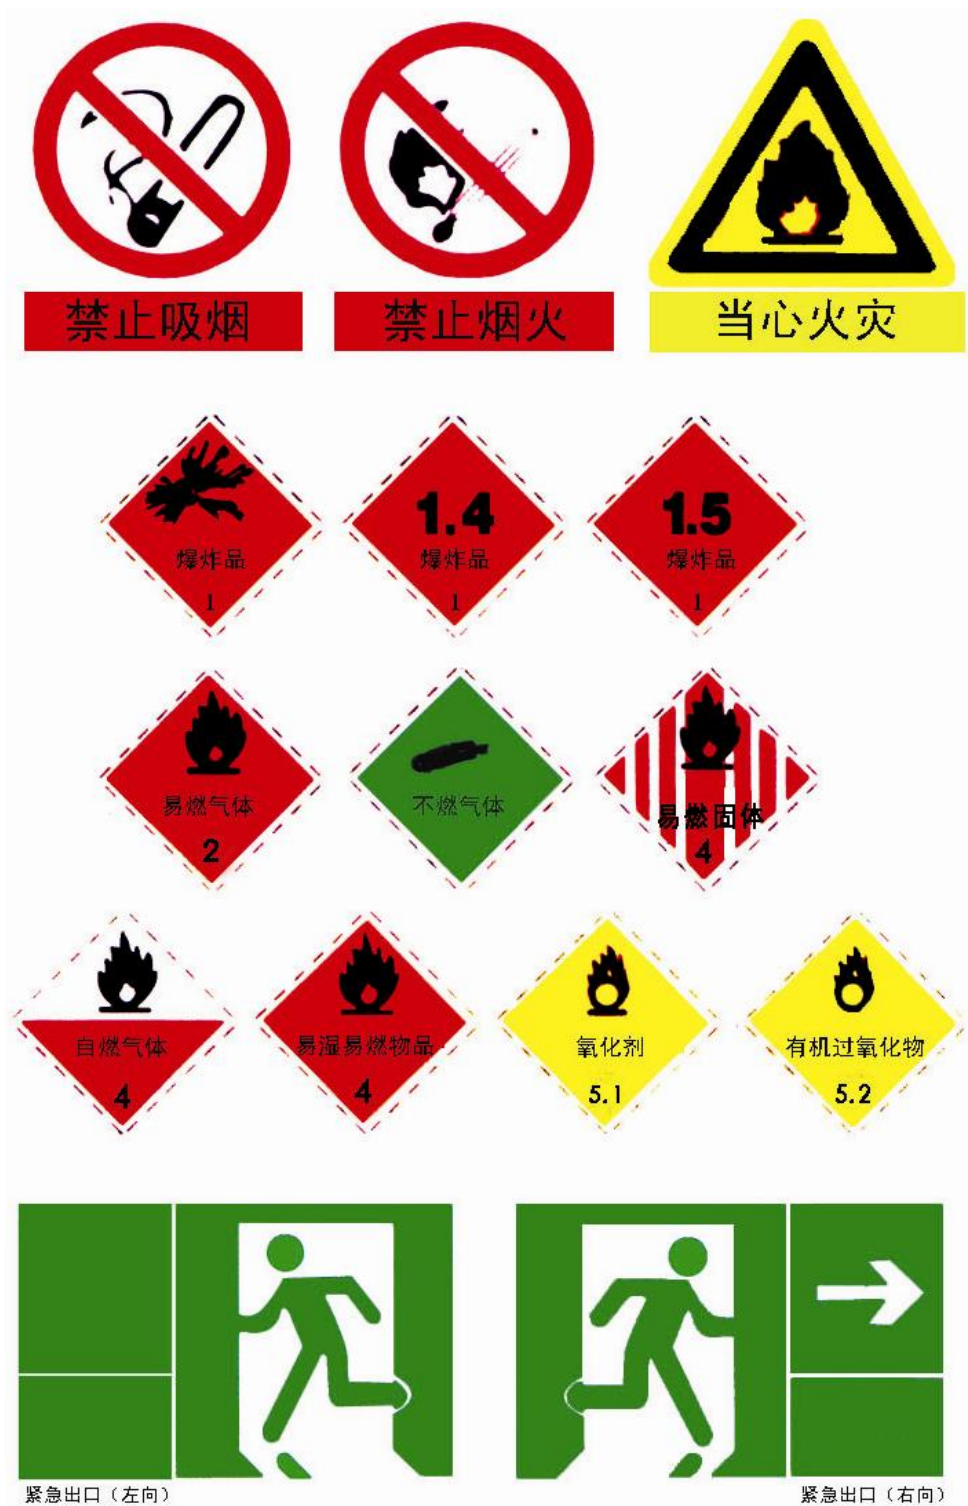 禁止吸烟
禁止烟火
当心火灾
爆炸品
1
1.4
爆炸品
1
1.5
爆炸品
1
易燃气体
2
不燃气体
易燃固体
4
自燃气体
4
易湿易燃物品
4
氧化剂
5.1
有机过氧化物
5.2
紧急出口（左向）
紧急出口（右向）